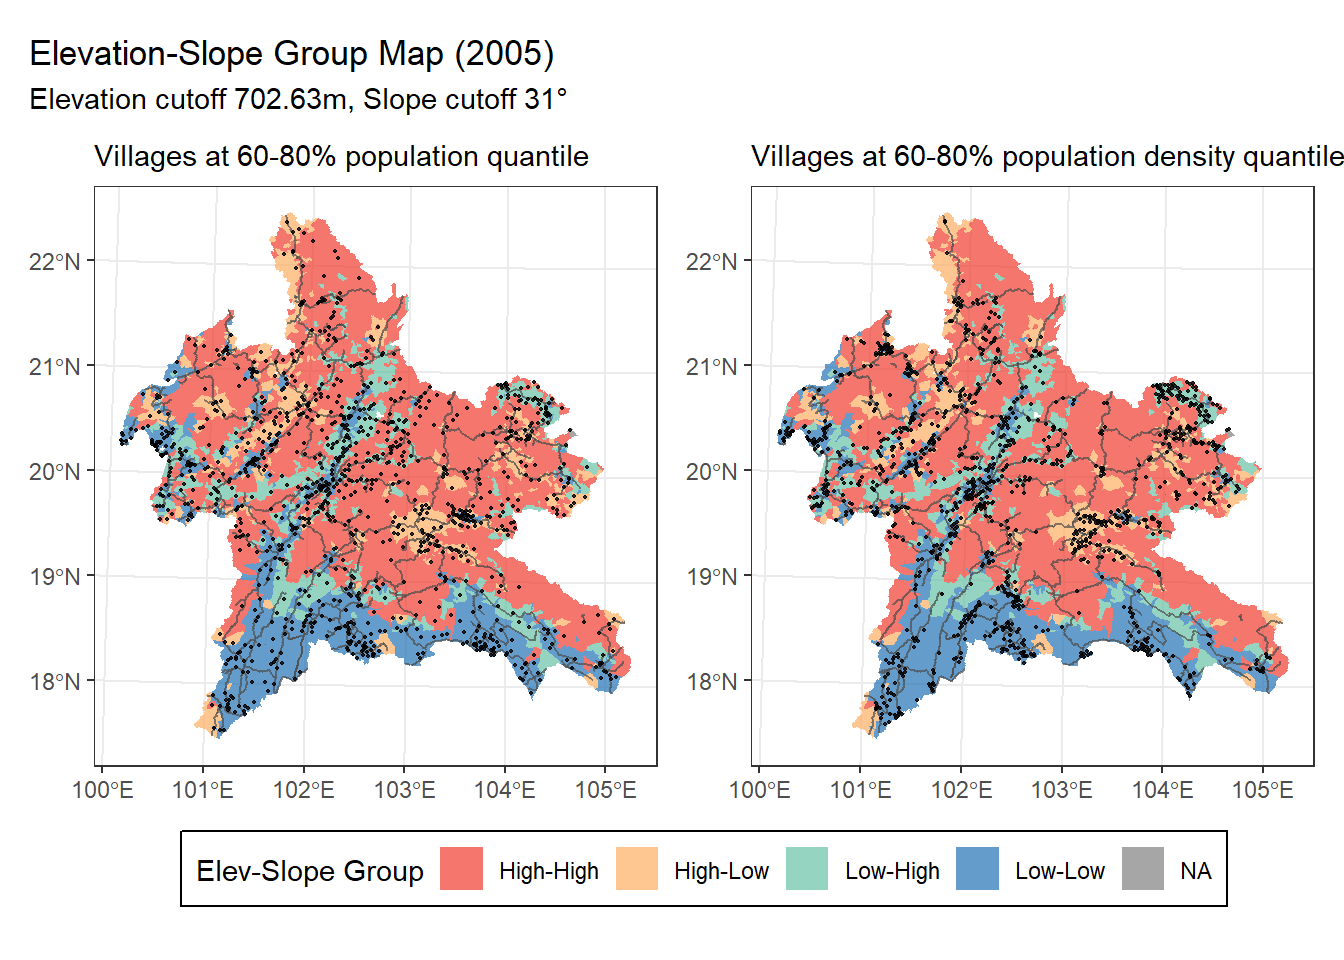 Elevation-Slope Group Map (2005)
Elevation cutoff 702.63m, Slope cutoff 31°
Villages at 60-80% population quantile
22°N
21°N
20°N
19°N
18°N
100°E 101°E 102°E 103°E 104°E 105°E
Villages at 60-80% population density quantile
22°N
21°N
20°N
19°N
18°N
100°E 101°E 102°E 103°E 104°E 105°E
Elev-Slope Group High-High High-Low Low-High Low-Low NA